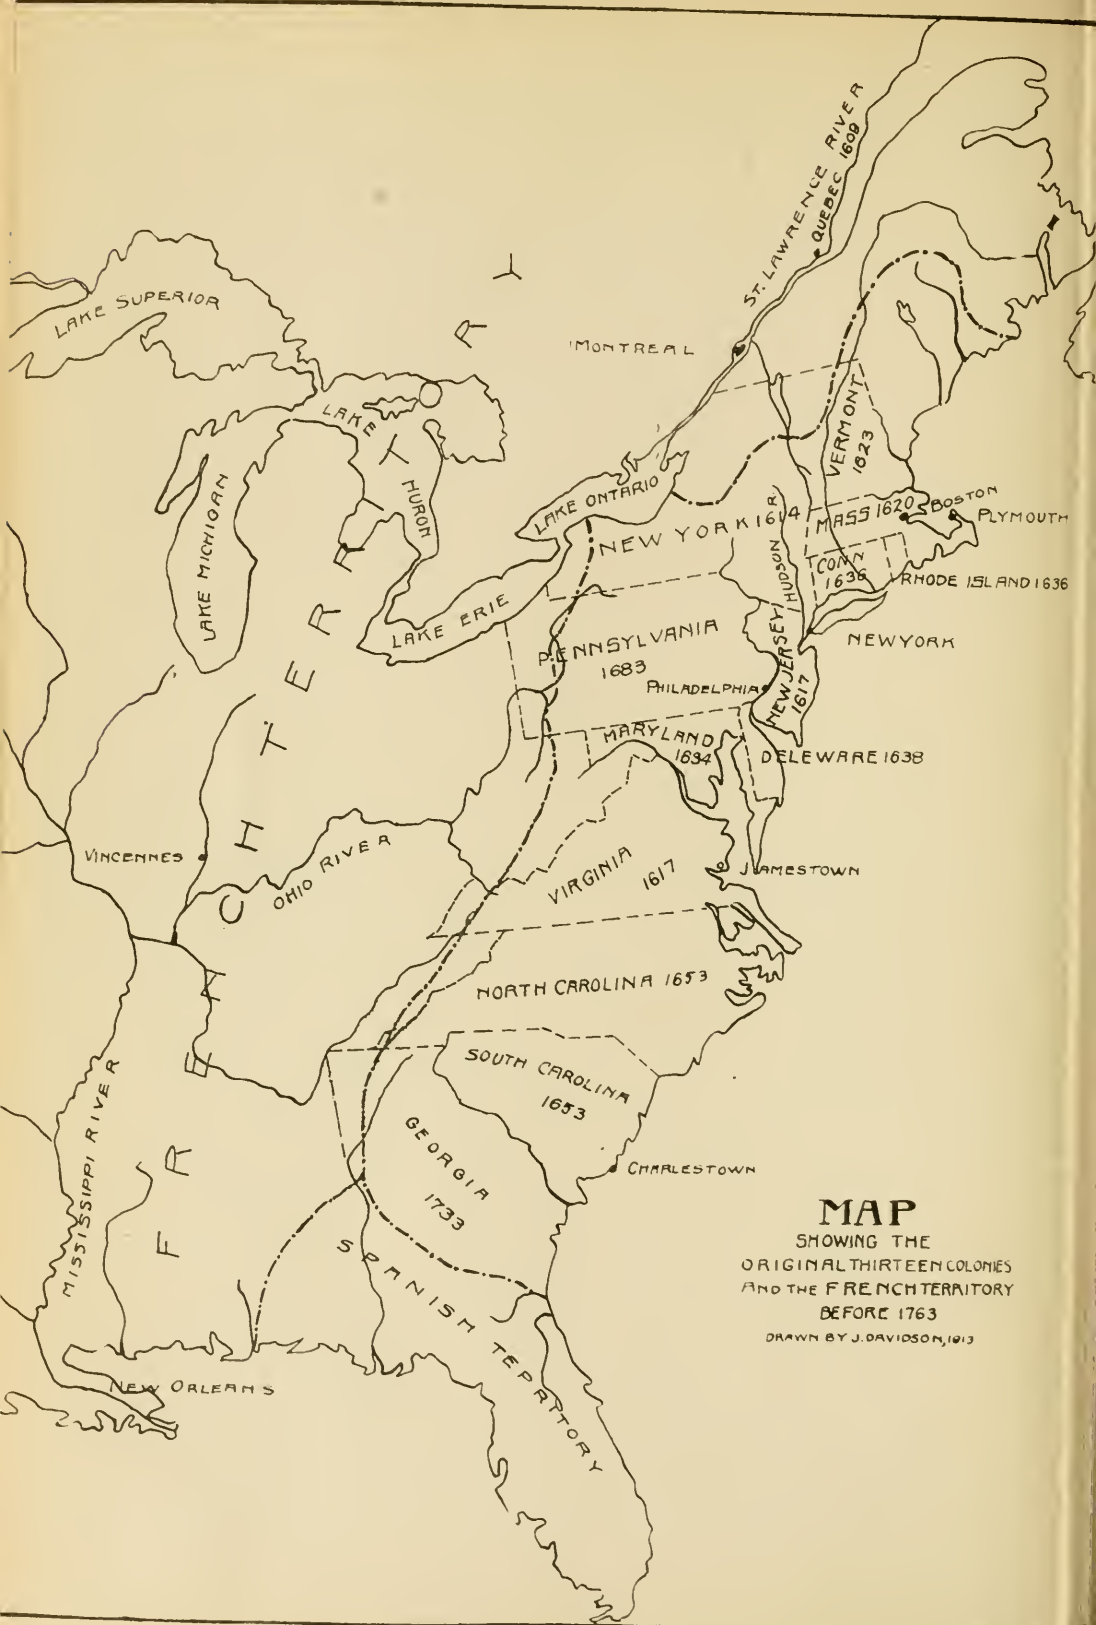 ST. LAWRENCE RIVER
QUEBEC 1608
LAKE SUPERIOR
MONTREAL
LAKE HURON
VERMONT
1623
LAKE MICHIGAN
LAKE ONTARIO
NEW YORK 1614
MASS 1620
BOSTON
PLYMOUTH
HUDSON R.
CONN
1636
RHODE ISLAND 1636
LAKE ERIE
PENNSYLVANIA
1683
NEW JERSEY
1617
NEW YORK
PHILADELPHIA
MARYLAND
1634
DELEWARE 1638
FRENCH TERRITORY
VINCENNES
OHIO RIVER
VIRGINIA
1617
JAMESTOWN
NORTH CAROLINA 1653
SOUTH CAROLINA
1653
MISSISSIPPI RIVER
GEORGIA
1733
CHARLESTOWN
SPANISH TERRTORY
NEW ORLEANS
MAP
SHOWING THE
ORIGINAL THIRTEEN COLONIES
AND THE FRENCH TERRITORY
BEFORE 1763
DRAWN BY J. DAVIDSON, 1913